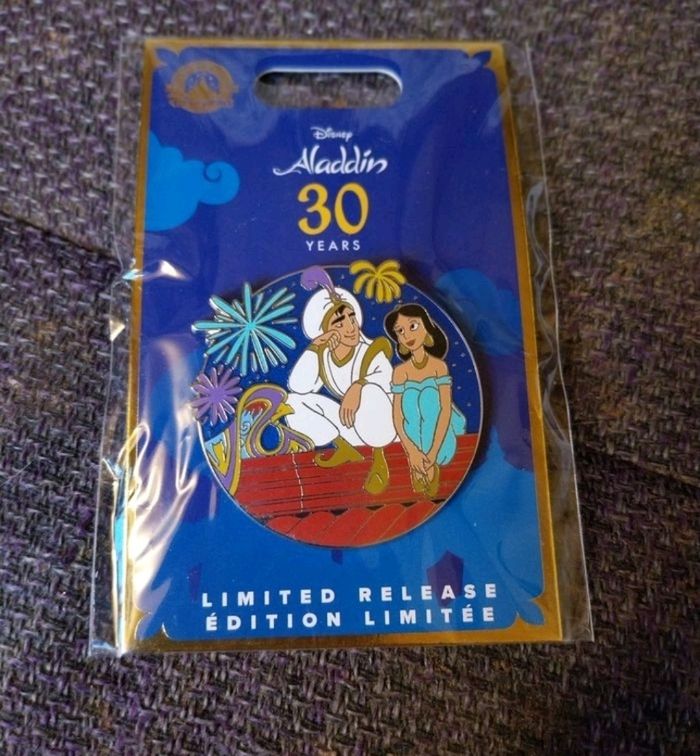 Disney
Aladdin
30
YEARS
LIMITED RELEASE
ÉDITION LIMITÉE